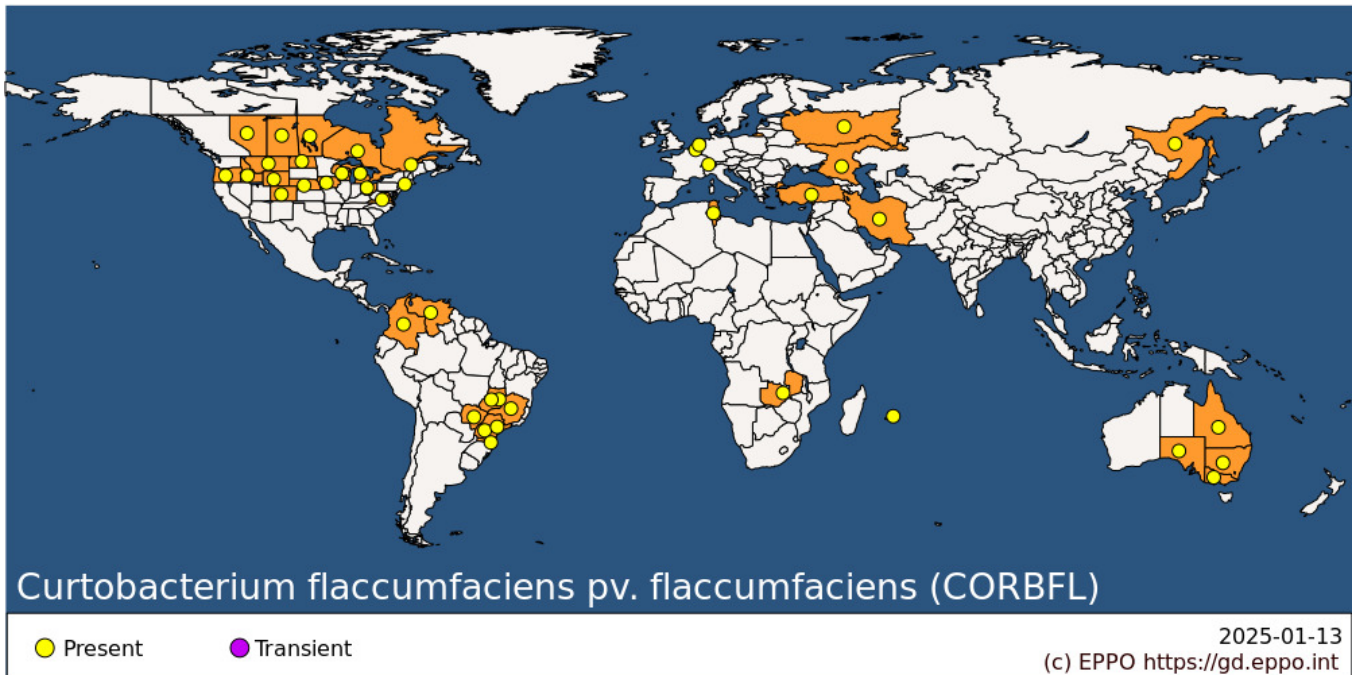 Curtobacterium flaccumfaciens pv. flaccumfaciens (CORBFL)
Present
Transient
2025-01-13
(c) EPPO https://gd.eppo.int